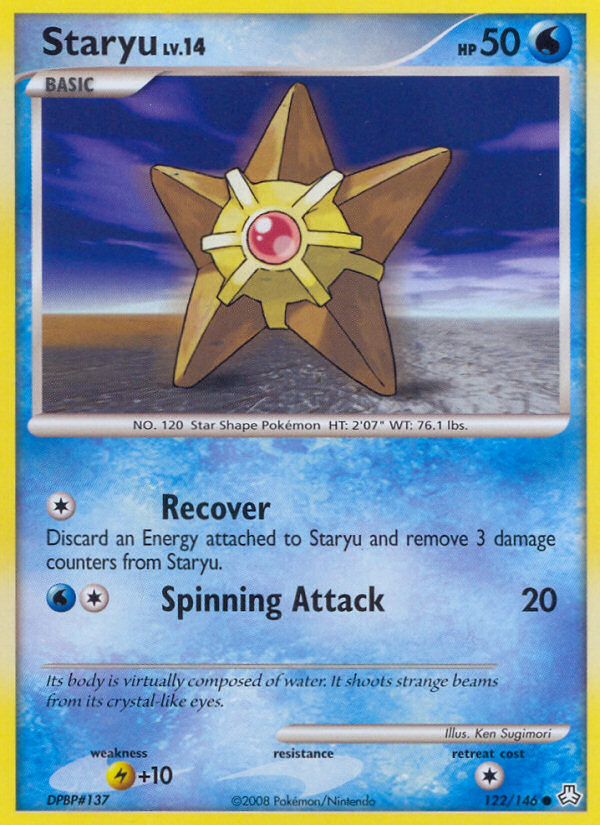 Staryu LV.14 HP 50
BASIC
NO. 120 Star Shape Pokémon HT: 2'07" WT: 76.1 lbs.
Recover
Discard an Energy attached to Staryu and remove 3 damage
counters from Staryu.
Spinning Attack 20
Its body is virtually composed of water. It shoots strange beams
from its crystal-like eyes.
Illus. Ken Sugimori
weakness resistance retreat cost
+10
DPBP#137 ©2008 Pokémon/Nintendo 122/146